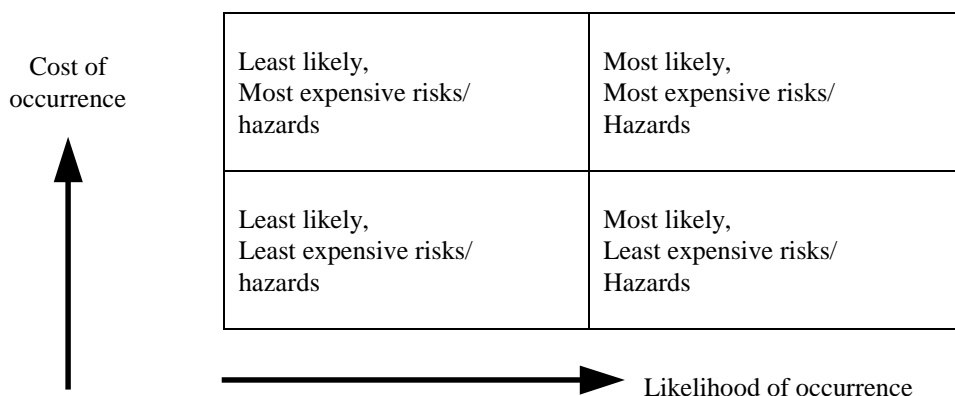 Cost of
occurrence
Least likely,
Most expensive risks/
hazards
Most likely,
Most expensive risks/
Hazards
Least likely,
Least expensive risks/
hazards
Most likely,
Least expensive risks/
Hazards
Likelihood of occurrence